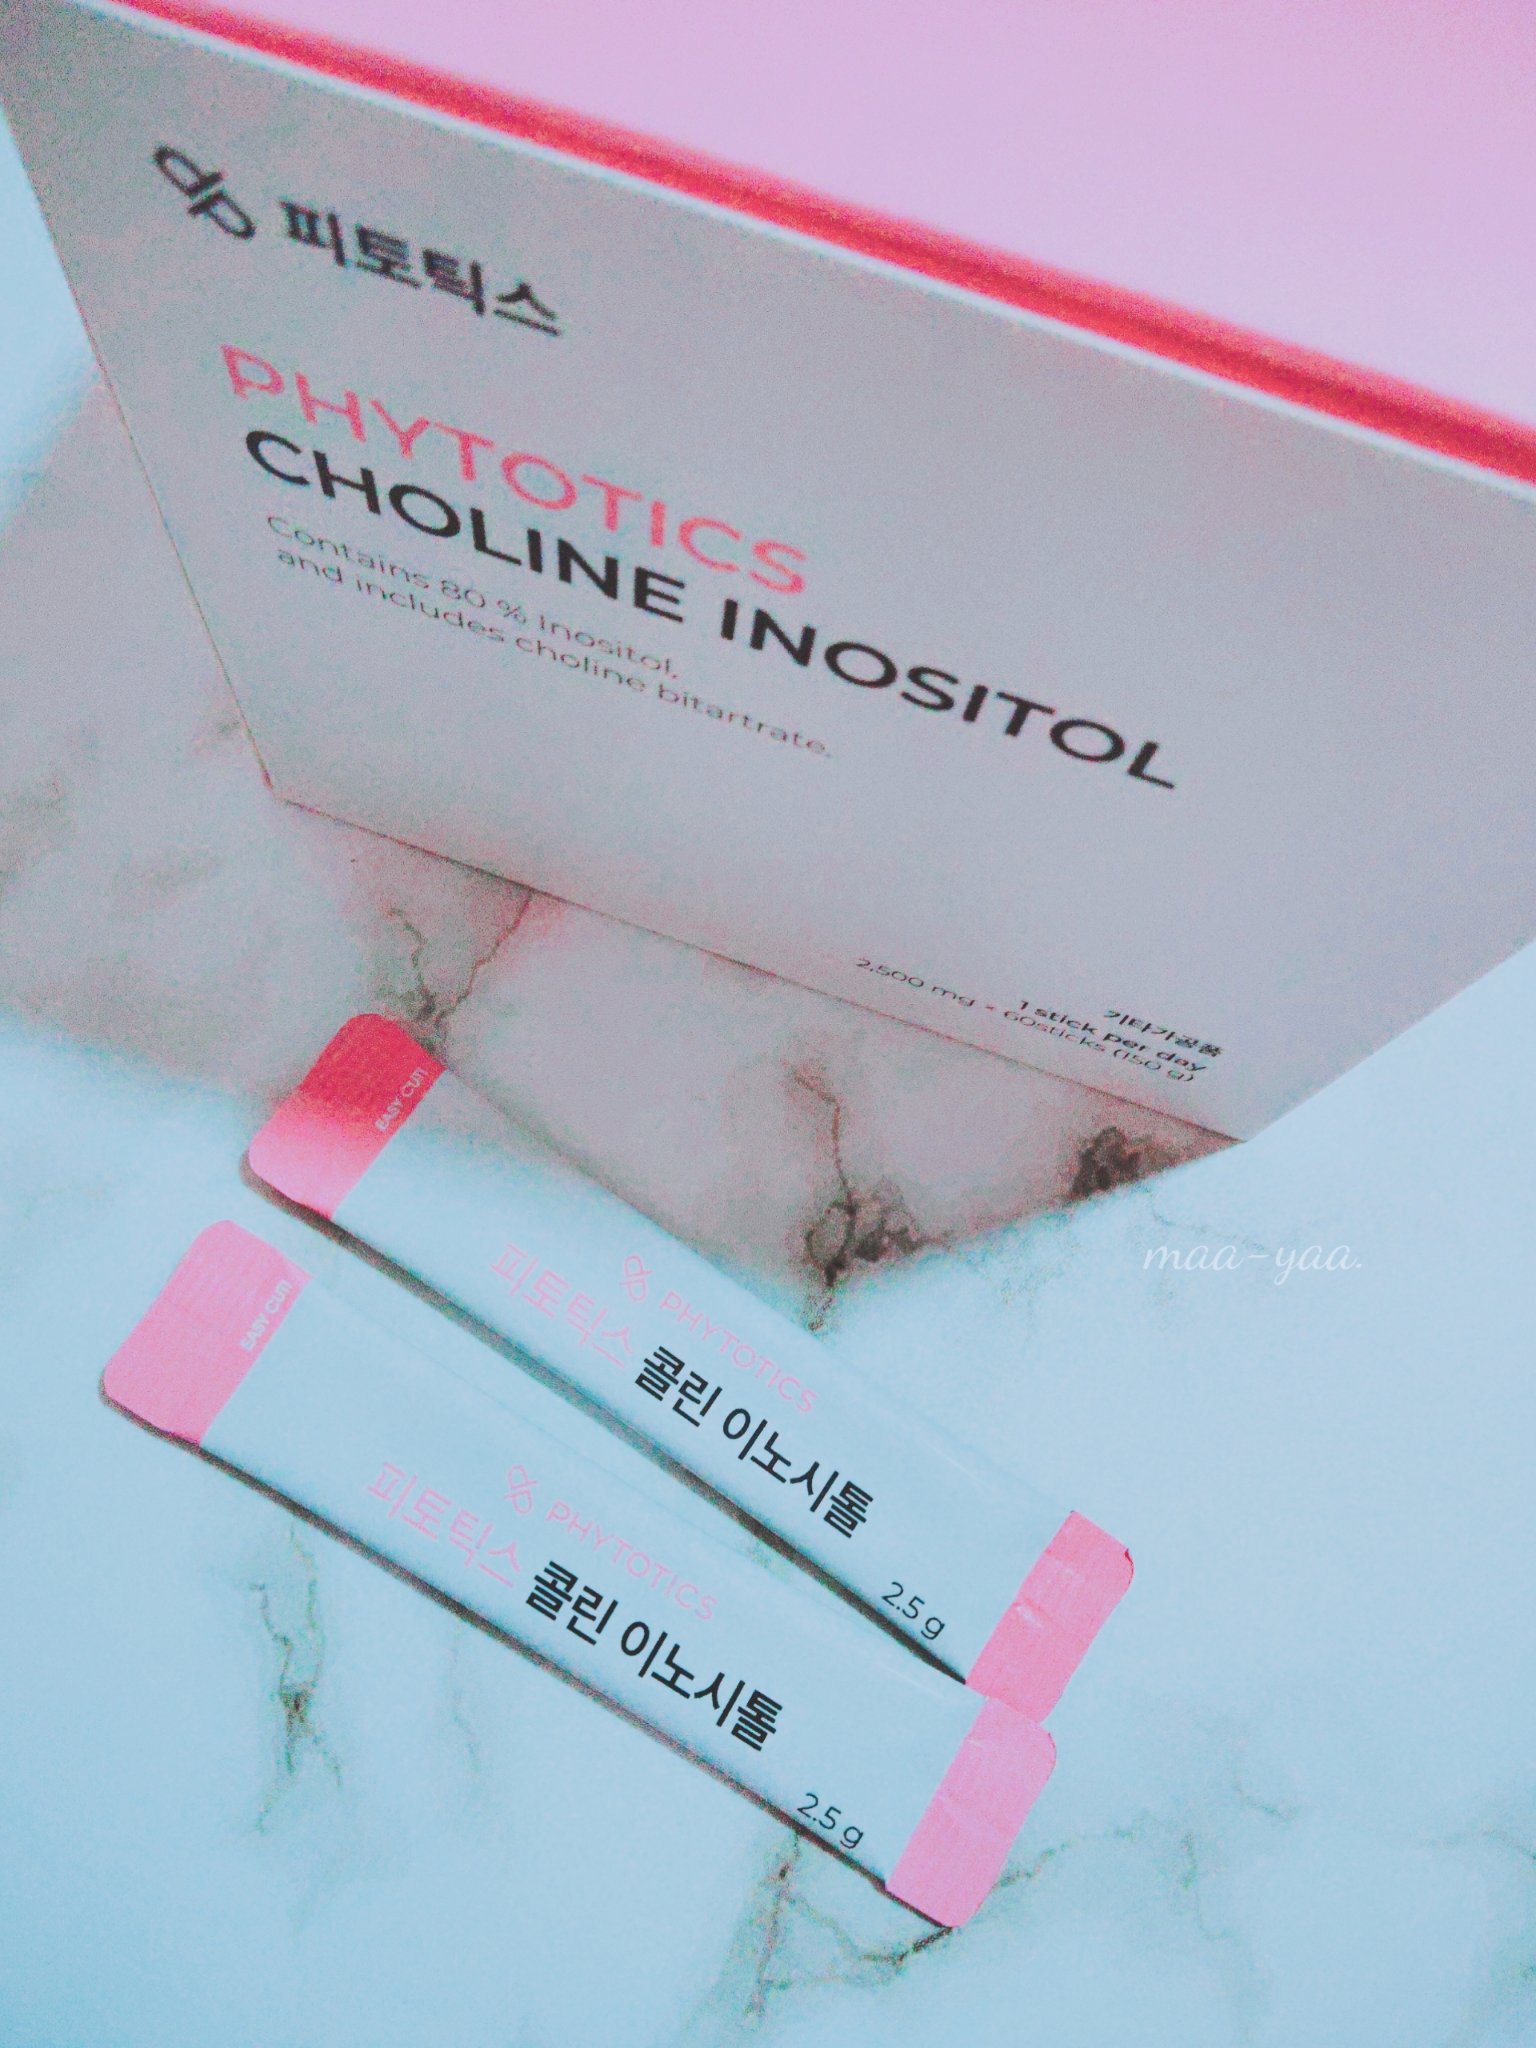 dp 피토틱스
PHYTOTICS
CHOLINE INOSITOL
Contains 80 % Inositol,
and includes choline bitartrate.
기타가공품
1 stick per day
2,500 mg × 60sticks (150 g)
EASY CUT!
PHYTOTICS
피토틱스 콜린 이노시톨
2.5 g
EASY CUT!
PHYTOTICS
피토틱스 콜린 이노시톨
2.5 g
maa-yaa.